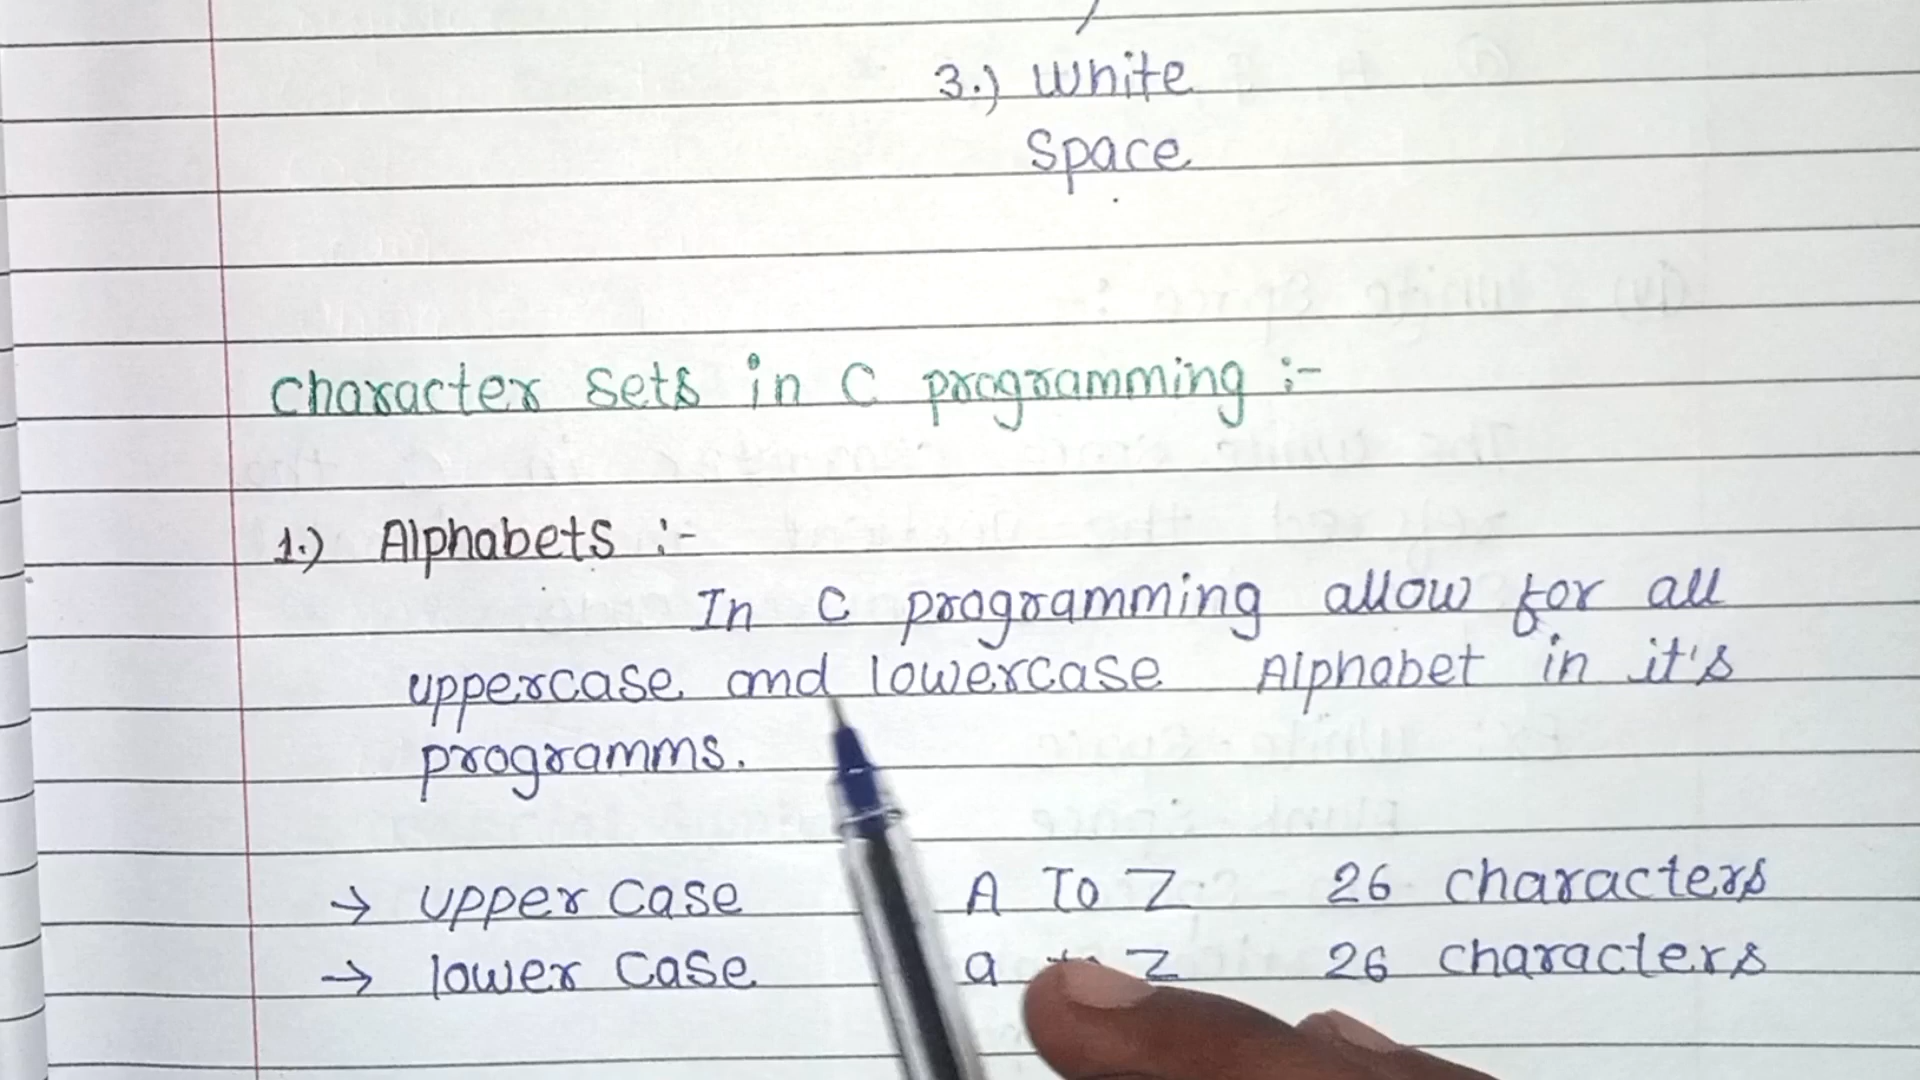 3.) White
Space
Character Sets in C programming :-
1.) Alphabets :-
In C programming allow for all
uppercase and lowercase Alphabet in it's
programms.
→ upper Case A To Z 26 characters
→ lower Case a to Z 26 characters